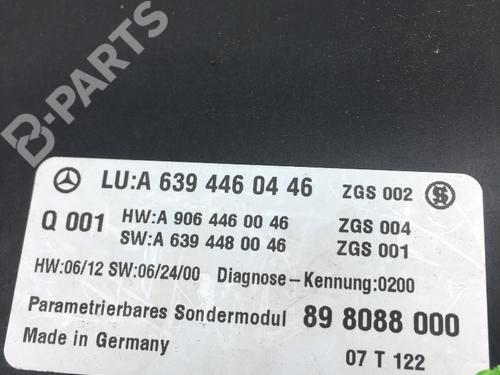 B-PARTS
LU:A 639 446 04 46 ZGS 002
Q 001 HW:A 906 446 00 46 ZGS 004
SW:A 639 448 00 46 ZGS 001
HW:06/12 SW:06/24/00 Diagnose-Kennung:0200
Parametrierbares Sondermodul 89 8088 000
Made in Germany 07 T 122